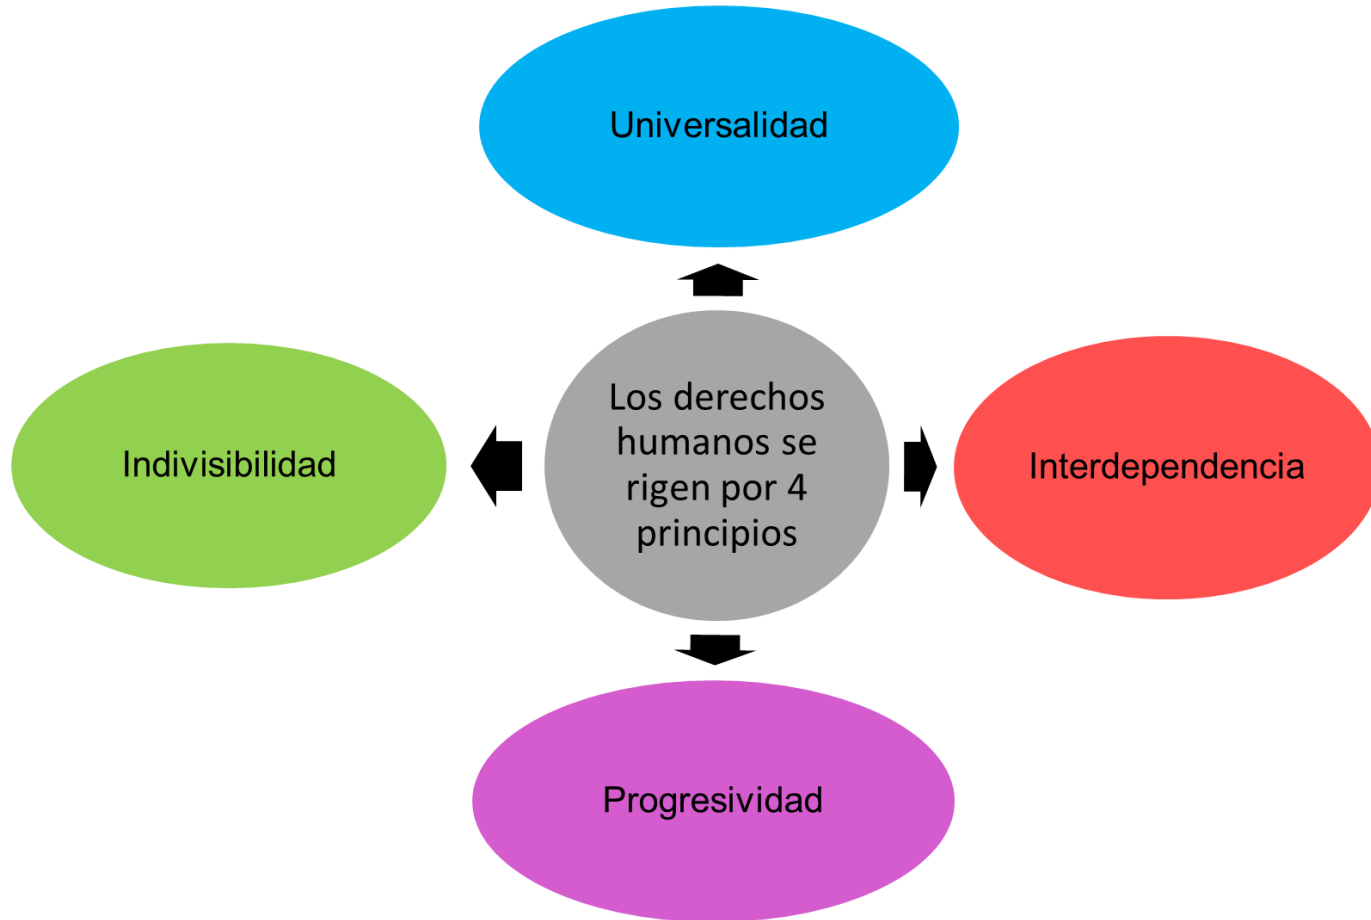 Universalidad
Los derechos
humanos se
rigen por 4
principios
Indivisibilidad
Interdependencia
Progresividad